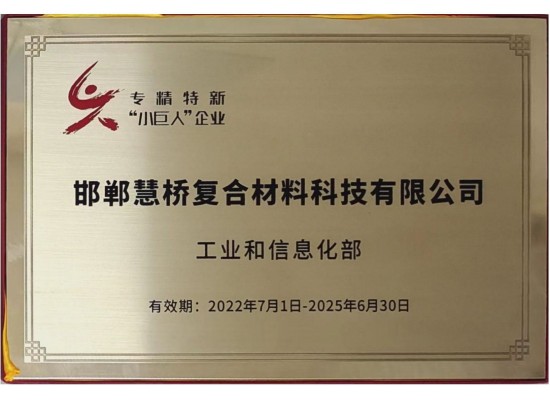 专精特新
“小巨人”企业
邯郸慧桥复合材料科技有限公司
工业和信息化部
有效期：2022年7月1日-2025年6月30日